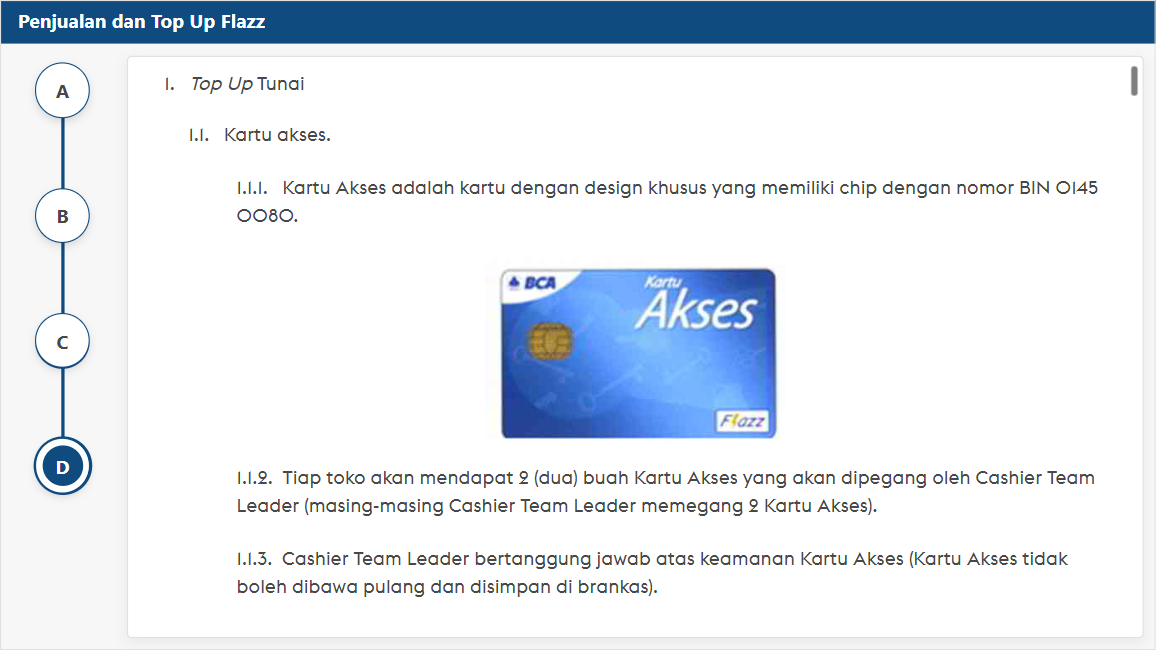 Penjualan dan Top Up Flazz
A
B
C
D
1. Top Up Tunai
1.1. Kartu akses.
1.1.1. Kartu Akses adalah kartu dengan design khusus yang memiliki chip dengan nomor BIN 0145
0080.
BCA
Kartu
Akses
Flazz
1.1.2. Tiap toko akan mendapat 2 (dua) buah Kartu Akses yang akan dipegang oleh Cashier Team
Leader (masing-masing Cashier Team Leader memegang 2 Kartu Akses).
1.1.3. Cashier Team Leader bertanggung jawab atas keamanan Kartu Akses (Kartu Akses tidak
boleh dibawa pulang dan disimpan di brankas).